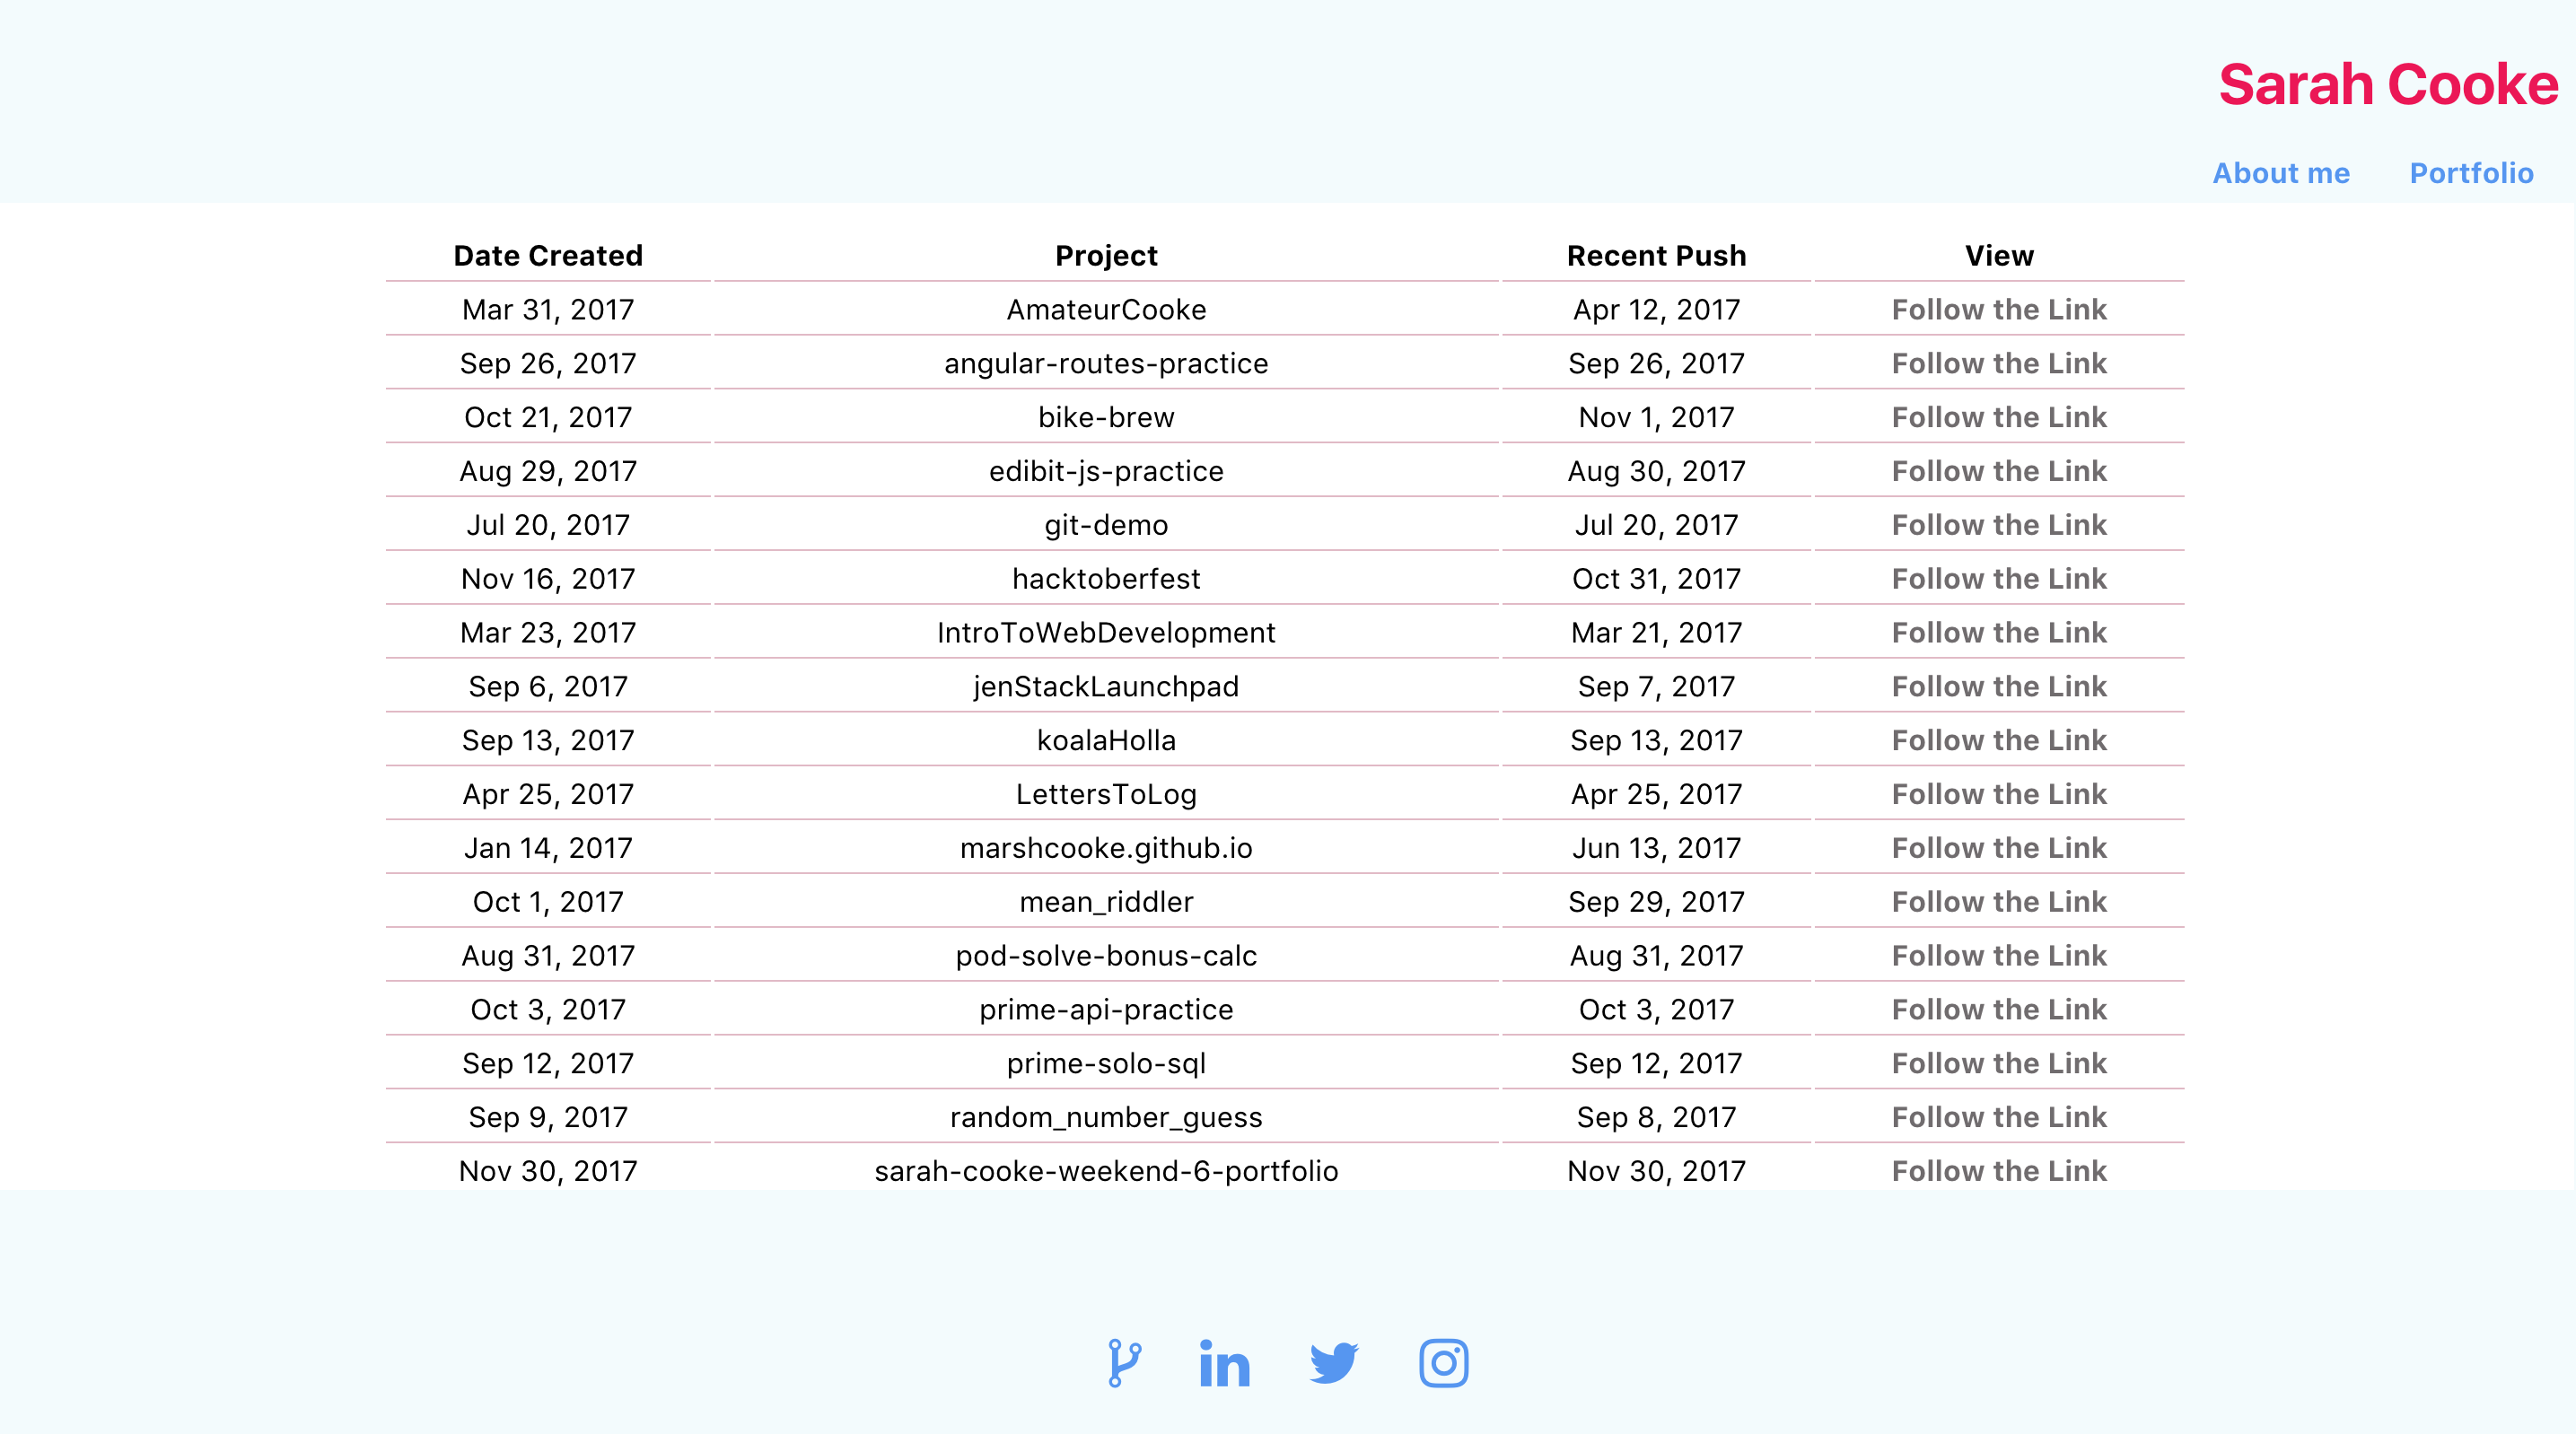 Sarah Cooke
About me Portfolio
Date Created Project Recent Push View
Mar 31, 2017 AmateurCooke Apr 12, 2017 Follow the Link
Sep 26, 2017 angular-routes-practice Sep 26, 2017 Follow the Link
Oct 21, 2017 bike-brew Nov 1, 2017 Follow the Link
Aug 29, 2017 edibit-js-practice Aug 30, 2017 Follow the Link
Jul 20, 2017 git-demo Jul 20, 2017 Follow the Link
Nov 16, 2017 hacktoberfest Oct 31, 2017 Follow the Link
Mar 23, 2017 IntroToWebDevelopment Mar 21, 2017 Follow the Link
Sep 6, 2017 jenStackLaunchpad Sep 7, 2017 Follow the Link
Sep 13, 2017 koalaHolla Sep 13, 2017 Follow the Link
Apr 25, 2017 LettersToLog Apr 25, 2017 Follow the Link
Jan 14, 2017 marshcooke.github.io Jun 13, 2017 Follow the Link
Oct 1, 2017 mean_riddler Sep 29, 2017 Follow the Link
Aug 31, 2017 pod-solve-bonus-calc Aug 31, 2017 Follow the Link
Oct 3, 2017 prime-api-practice Oct 3, 2017 Follow the Link
Sep 12, 2017 prime-solo-sql Sep 12, 2017 Follow the Link
Sep 9, 2017 random_number_guess Sep 8, 2017 Follow the Link
Nov 30, 2017 sarah-cooke-weekend-6-portfolio Nov 30, 2017 Follow the Link
in